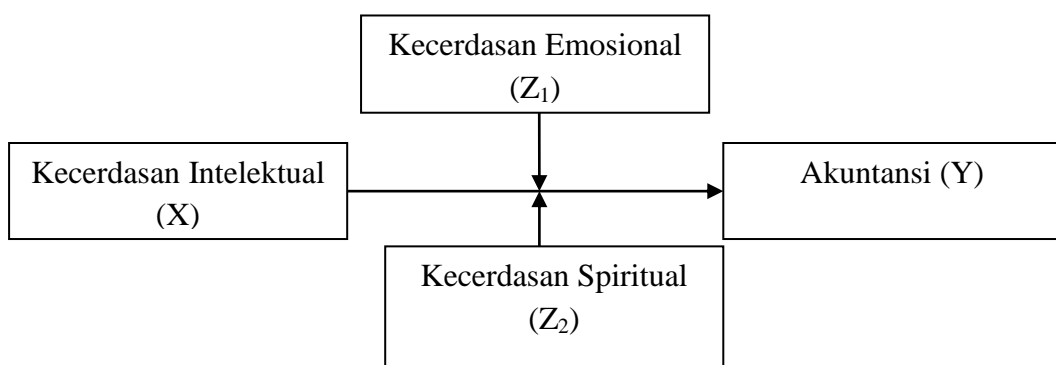 Kecerdasan Emosional
(Z₁)
Kecerdasan Intelektual
(X)
Akuntansi (Y)
Kecerdasan Spiritual
(Z₂)